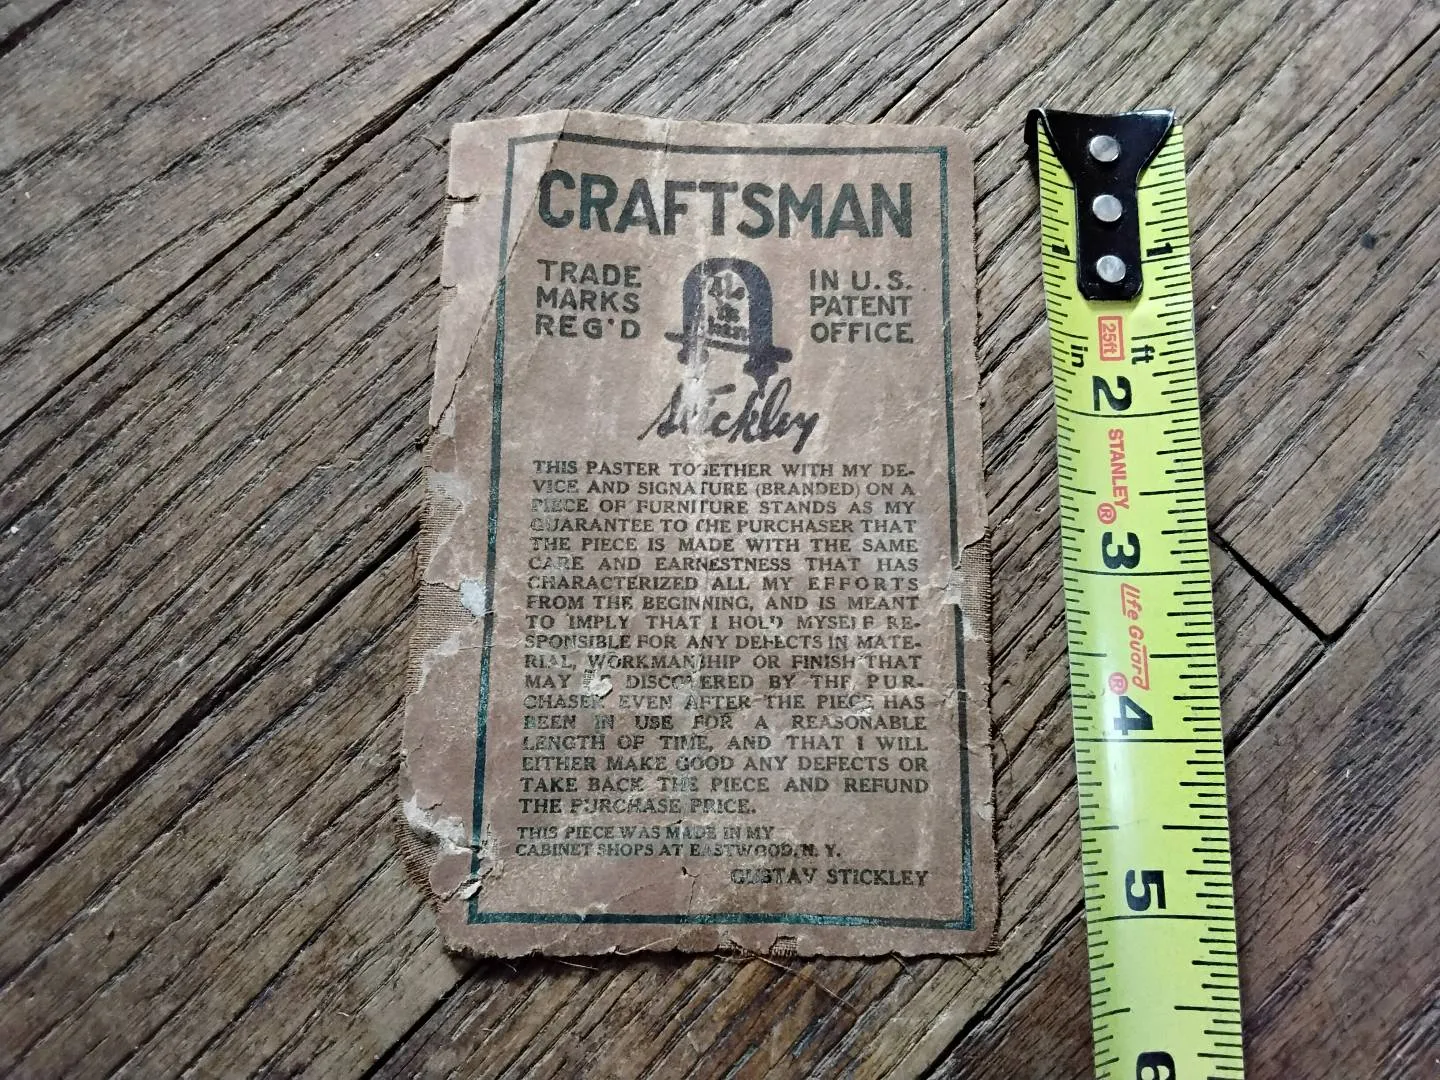 CRAFTSMAN
TRADE
MARKS
REG'D
Als
ik
kan
IN U.S.
PATENT
OFFICE
Stickley
THIS PASTER TOGETHER WITH MY DE-
VICE AND SIGNATURE (BRANDED) ON A
PIECE OF FURNITURE STANDS AS MY
GUARANTEE TO THE PURCHASER THAT
THE PIECE IS MADE WITH THE SAME
CARE AND EARNESTNESS THAT HAS
CHARACTERIZED ALL MY EFFORTS
FROM THE BEGINNING, AND IS MEANT
TO IMPLY THAT I HOLD MYSELF RE-
SPONSIBLE FOR ANY DEFECTS IN MATE-
RIAL, WORKMANSHIP OR FINISH THAT
MAY BE DISCOVERED BY THE PUR-
CHASER EVEN AFTER THE PIECE HAS
BEEN IN USE FOR A REASONABLE
LENGTH OF TIME, AND THAT I WILL
EITHER MAKE GOOD ANY DEFECTS OR
TAKE BACK THE PIECE AND REFUND
THE PURCHASE PRICE.
THIS PIECE WAS MADE IN MY
CABINET SHOPS AT EASTWOOD, N. Y.
GUSTAV STICKLEY
1 1
25ft
in ft
2
STANLEY®
3
life Guard®
4
5
6